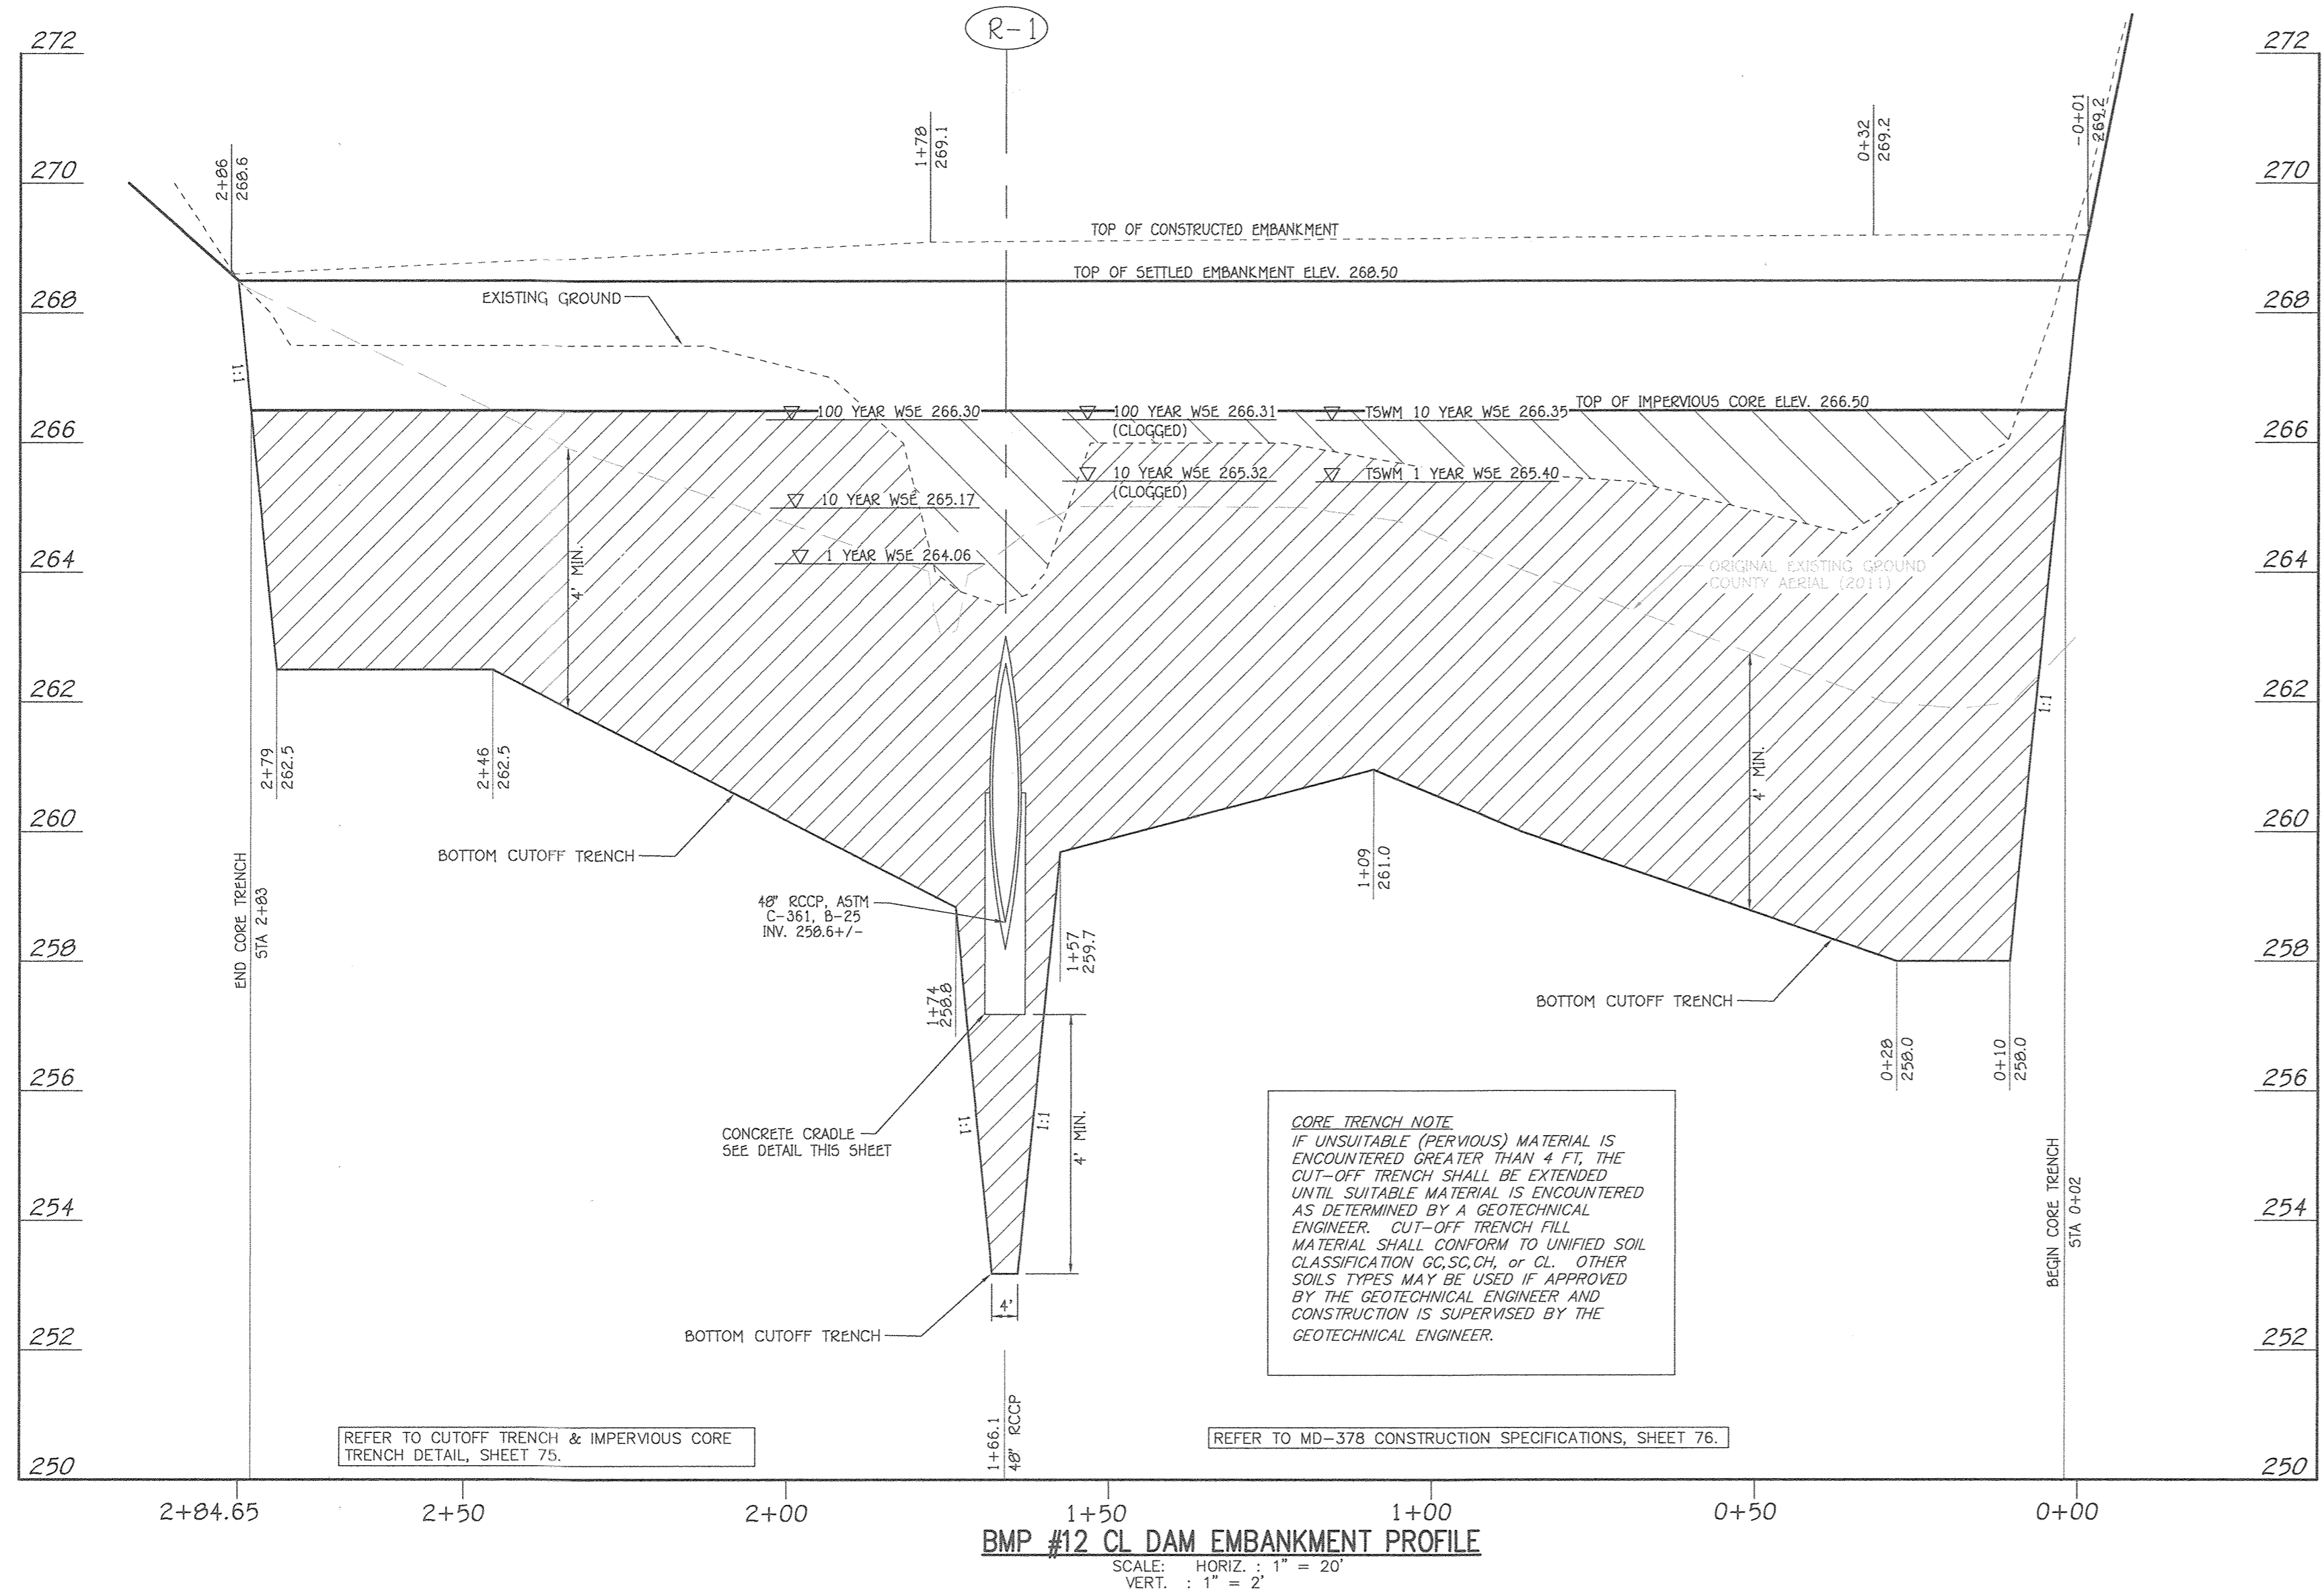 R-1
272
272
2+86
268.6
1+78
269.1
0+32
269.2
-0+01
269.2
270
270
TOP OF CONSTRUCTED EMBANKMENT
TOP OF SETTLED EMBANKMENT ELEV. 268.50
EXISTING GROUND
268
268
1:1
TOP OF IMPERVIOUS CORE ELEV. 266.50
100 YEAR WSE 266.30
100 YEAR WSE 266.31
(CLOGGED)
TSWM 10 YEAR WSE 266.35
266
266
10 YEAR WSE 265.32
(CLOGGED)
TSWM 1 YEAR WSE 265.40
10 YEAR WSE 265.17
1 YEAR WSE 264.06
264
264
4' MIN.
ORIGINAL EXISTING GROUND
COUNTY AERIAL (2011)
262
262
1:1
2+79
262.5
2+46
262.5
4' MIN.
260
260
BOTTOM CUTOFF TRENCH
1+09
261.0
48" RCCP, ASTM
C-361, B-25
INV. 258.6+/-
END CORE TRENCH
STA 2+83
258
258
1+57
259.7
1+74
258.8
BOTTOM CUTOFF TRENCH
0+28
258.0
0+10
258.0
256
256
CONCRETE CRADLE
SEE DETAIL THIS SHEET
1:1
1:1
4' MIN.
CORE TRENCH NOTE
IF UNSUITABLE (PERVIOUS) MATERIAL IS
ENCOUNTERED GREATER THAN 4 FT, THE
CUT-OFF TRENCH SHALL BE EXTENDED
UNTIL SUITABLE MATERIAL IS ENCOUNTERED
AS DETERMINED BY A GEOTECHNICAL
ENGINEER. CUT-OFF TRENCH FILL
MATERIAL SHALL CONFORM TO UNIFIED SOIL
CLASSIFICATION GC,SC,CH, or CL. OTHER
SOILS TYPES MAY BE USED IF APPROVED
BY THE GEOTECHNICAL ENGINEER AND
CONSTRUCTION IS SUPERVISED BY THE
GEOTECHNICAL ENGINEER.
BEGIN CORE TRENCH
STA 0+02
254
254
4'
BOTTOM CUTOFF TRENCH
252
252
1+66.1
48" RCCP
REFER TO CUTOFF TRENCH & IMPERVIOUS CORE
TRENCH DETAIL, SHEET 75.
REFER TO MD-378 CONSTRUCTION SPECIFICATIONS, SHEET 76.
250
250
2+84.65
2+50
2+00
1+50
1+00
0+50
0+00
BMP #12 CL DAM EMBANKMENT PROFILE
SCALE: HORIZ. : 1" = 20'
VERT. : 1" = 2'